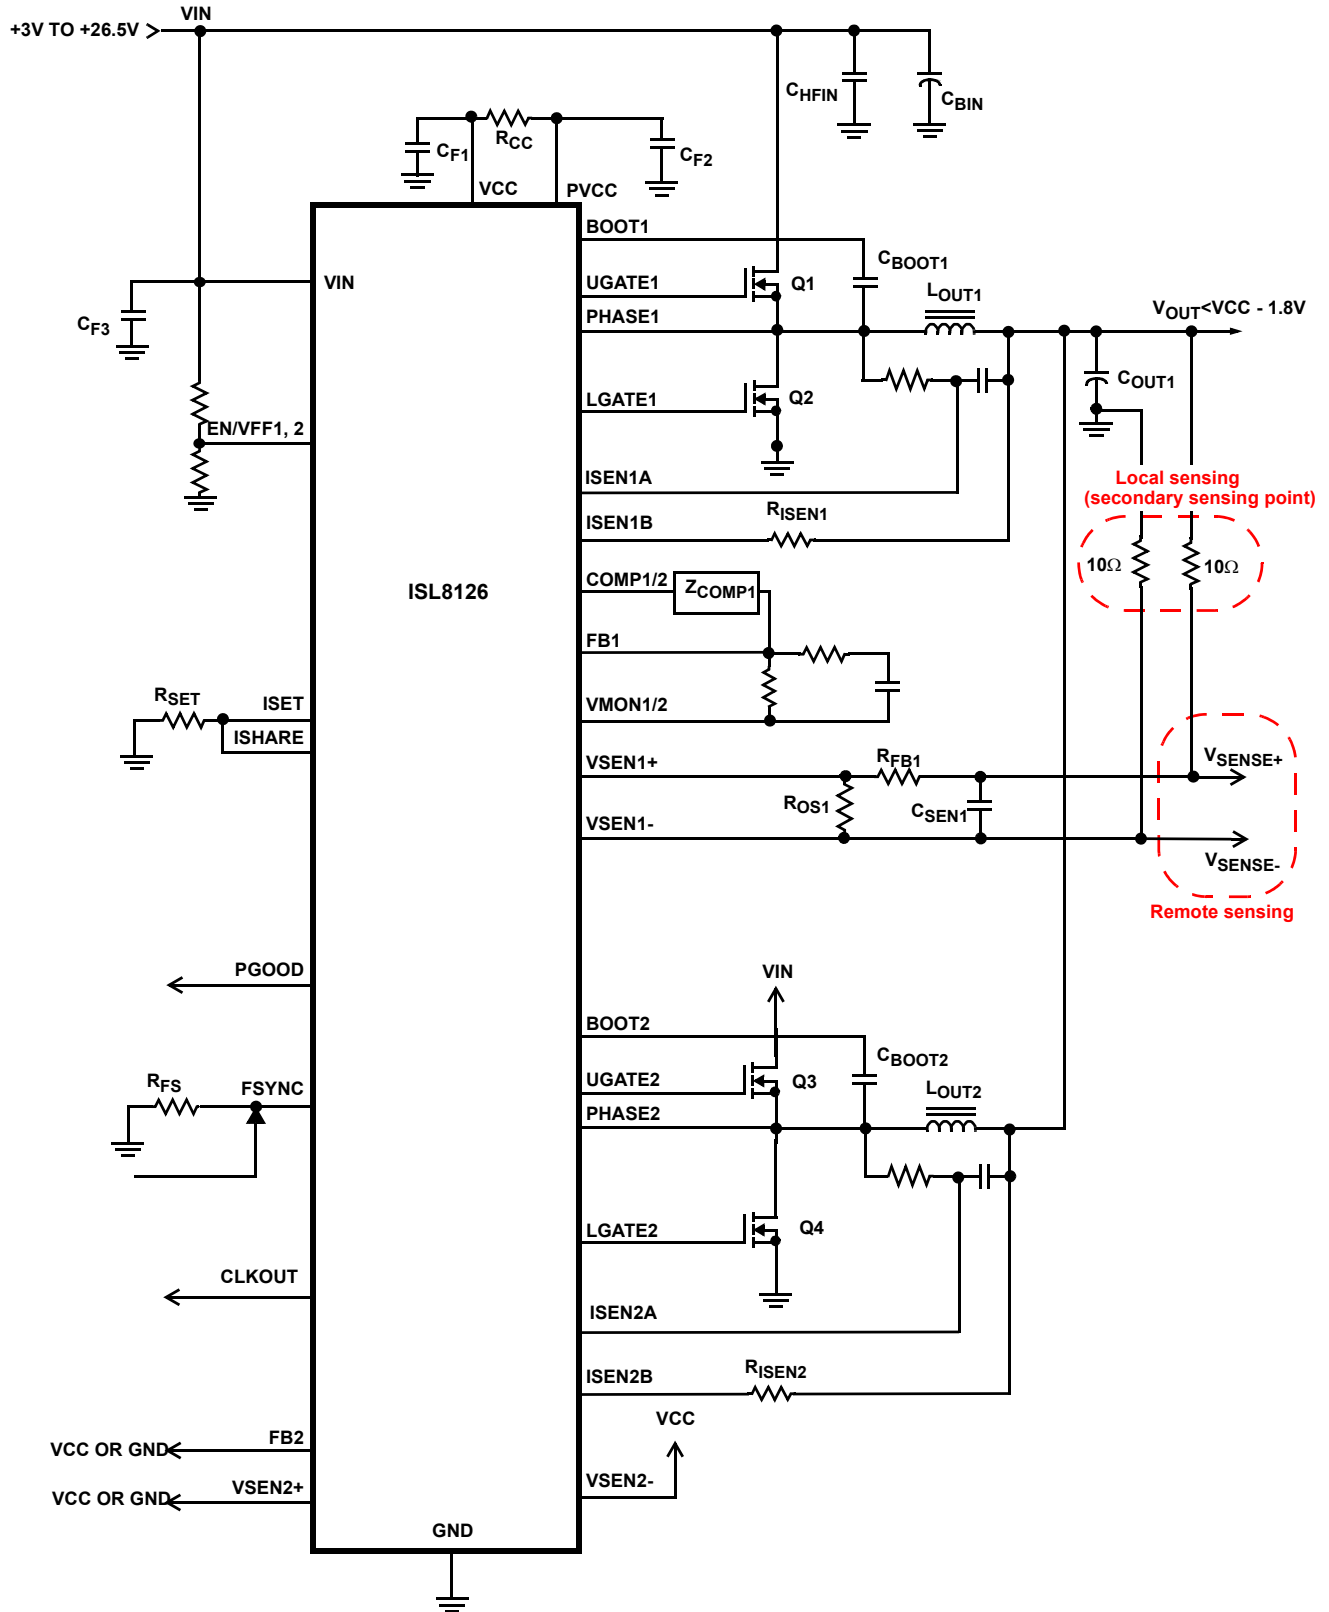 VIN
+3V TO +26.5V
CHFIN
CBIN
RCC
CF1
CF2
VCC
PVCC
BOOT1
CBOOT1
VIN
UGATE1
Q1
LOUT1
CF3
PHASE1
VOUT<VCC - 1.8V
COUT1
LGATE1
Q2
EN/VFF1, 2
ISEN1A
Local sensing
(secondary sensing point)
RISEN1
ISEN1B
10Ω
10Ω
ISL8126
COMP1/2
ZCOMP1
FB1
RSET
ISET
VMON1/2
ISHARE
VSEN1+
RFB1
VSENSE+
ROS1
CSEN1
VSEN1-
VSENSE-
Remote sensing
PGOOD
VIN
BOOT2
CBOOT2
RFS
FSYNC
UGATE2
Q3
LOUT2
PHASE2
LGATE2
Q4
CLKOUT
ISEN2A
RISEN2
ISEN2B
VCC
FB2
VCC OR GND
VSEN2+
VCC OR GND
VSEN2-
GND